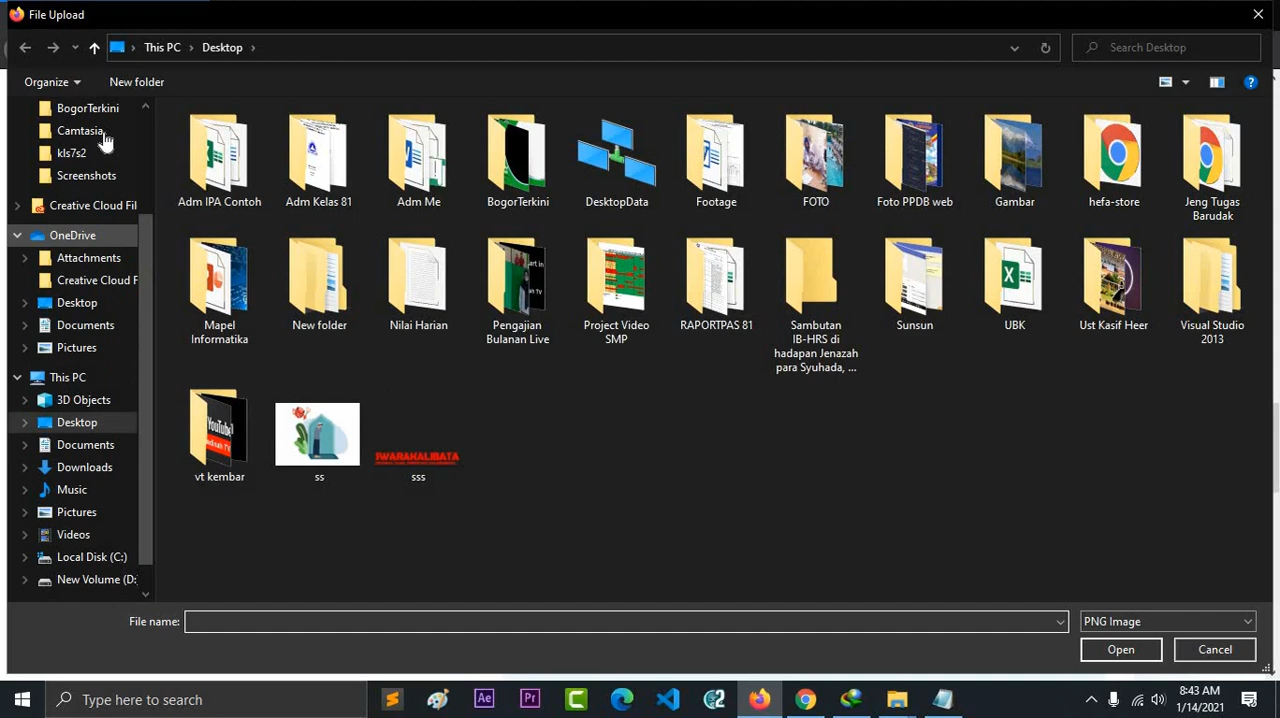 File Upload
This PC
Desktop
Search Desktop
Organize
New folder
BogorTerkini
Camtasia
kls7s2
Screenshots
Creative Cloud Fil
OneDrive
Attachments
Creative Cloud F
Desktop
Documents
Pictures
This PC
3D Objects
Desktop
Documents
Downloads
Music
Pictures
Videos
Local Disk (C:)
New Volume (D:
Adm IPA Contoh
Adm Kelas 81
Adm Me
BogorTerkini
DesktopData
Footage
FOTO
Foto PPDB web
Gambar
hefa-store
Jeng Tugas
Barudak
Mapel
Informatika
New folder
Nilai Harian
Pengajian
Bulanan Live
Project Video
SMP
RAPORTPAS 81
Sambutan
IB-HRS di
hadapan Jenazah
para Syuhada, ...
Sunsun
UBK
Ust Kasif Heer
Visual Studio
2013
YouTube
vt kembar
ss
SWARAKALIBATA
sss
File name:
PNG Image
Open
Cancel
Type here to search
Ae
Pr
8:43 AM
1/14/2021